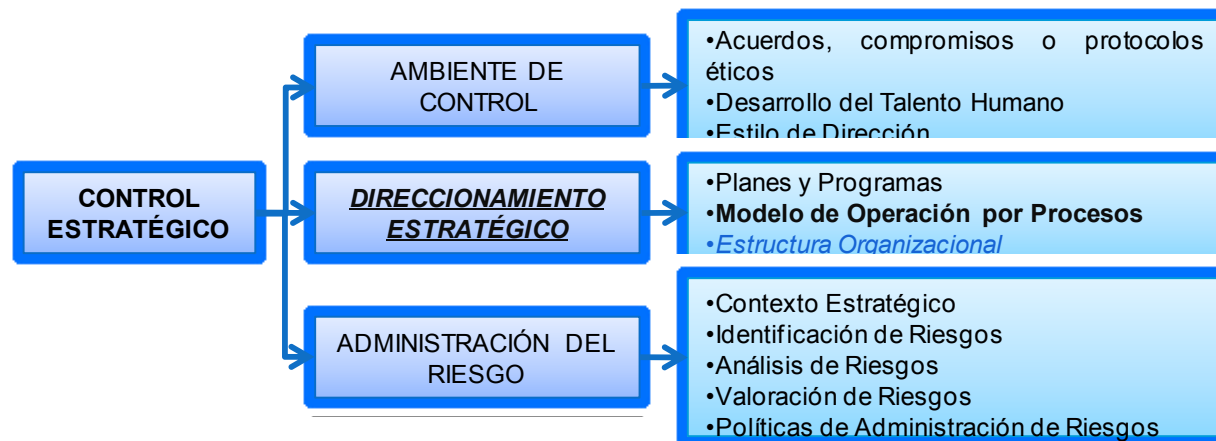 CONTROL
ESTRATÉGICO
AMBIENTE DE
CONTROL
•Acuerdos, compromisos o protocolos
éticos
•Desarrollo del Talento Humano
•Estilo de Dirección
DIRECCIONAMIENTO
ESTRATÉGICO
•Planes y Programas
•Modelo de Operación por Procesos
•Estructura Organizacional
ADMINISTRACIÓN DEL
RIESGO
•Contexto Estratégico
•Identificación de Riesgos
•Análisis de Riesgos
•Valoración de Riesgos
•Políticas de Administración de Riesgos